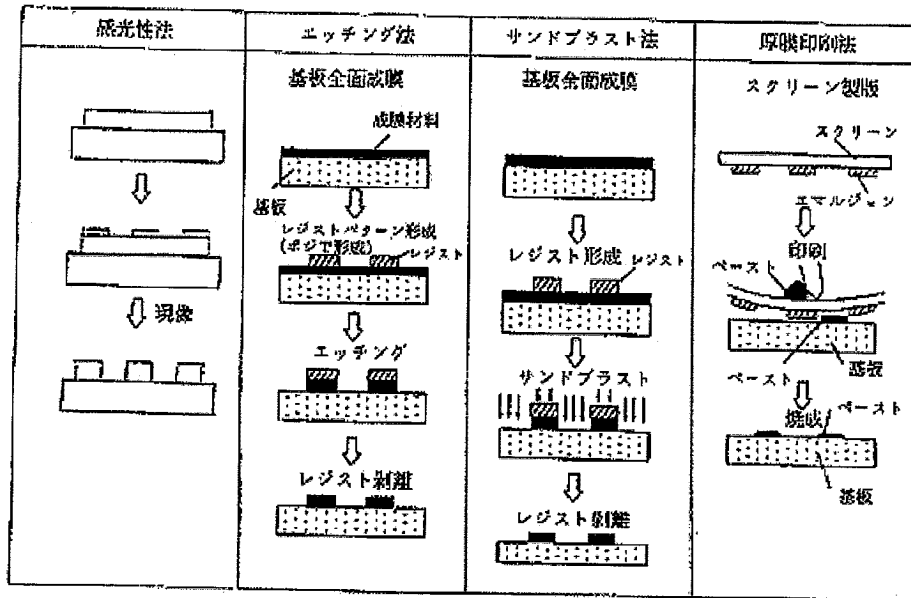 感光性法
現像
エッチング法
基板全面成膜
成膜材料
基板
レジストパターン形成
(ポジで形成)
レジスト
エッチング
レジスト剥離
サンドブラスト法
基板全面成膜
レジスト形成
レジスト
サンドブラスト
レジスト剥離
厚膜印刷法
スクリーン製版
スクリーン
エマルジョン
印刷
ペースト
基板
ペースト
焼成
ペースト
基板